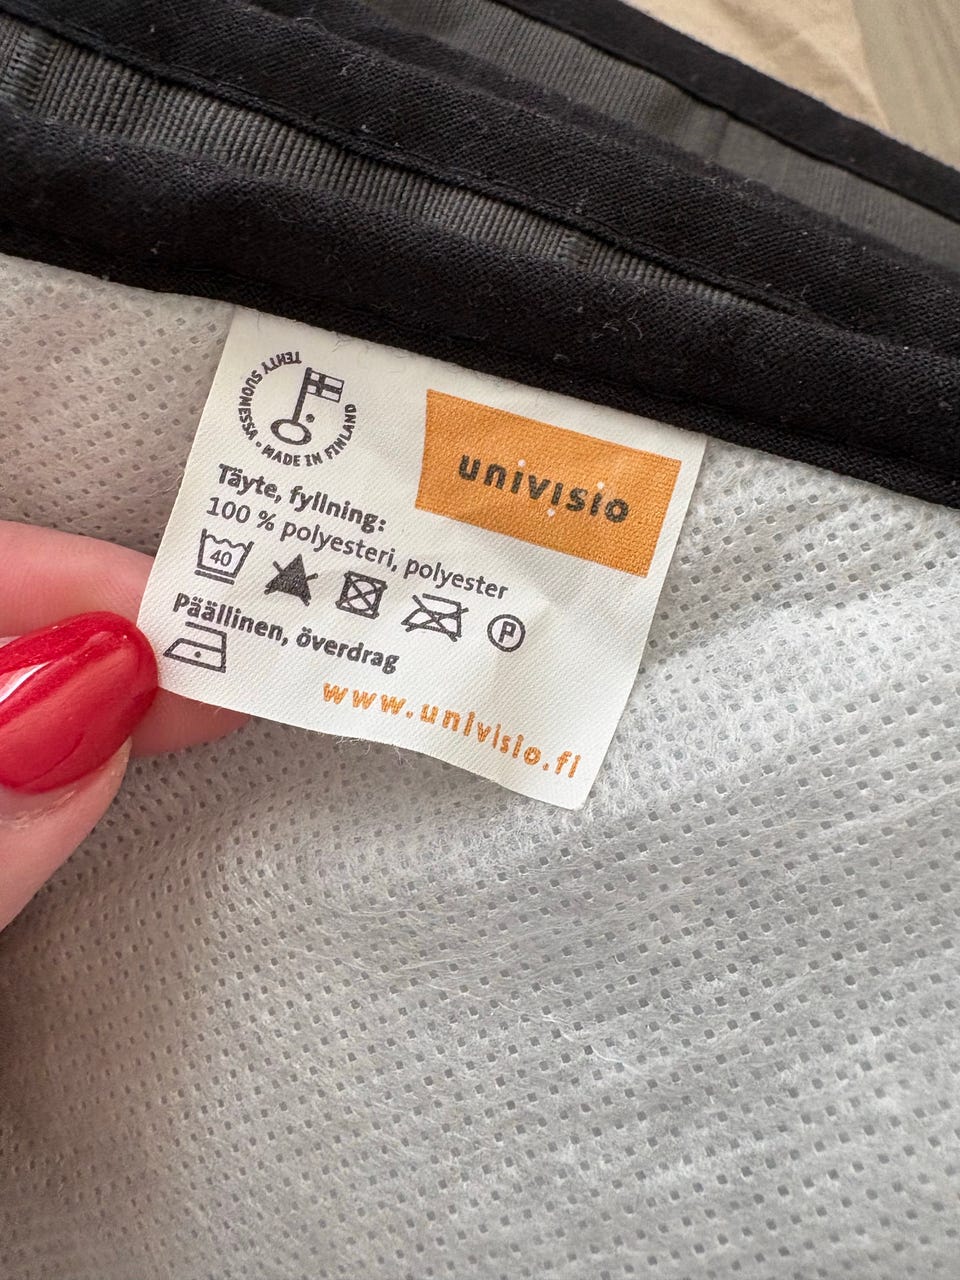 TEHTY SUOMESSA • MADE IN FINLAND
univisio
Täyte, fyllning:
100 % polyesteri, polyester
40
P
Päällinen, överdrag
www.univisio.fi